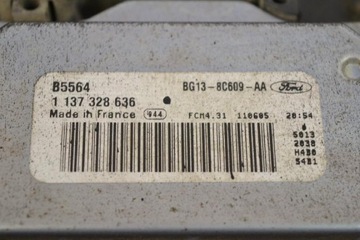 B5564
BG13-8C609-AA Ford
1 137 328 636
Made in France 944
FCM4.31 110605 20:54
5013
2038
H430
5481